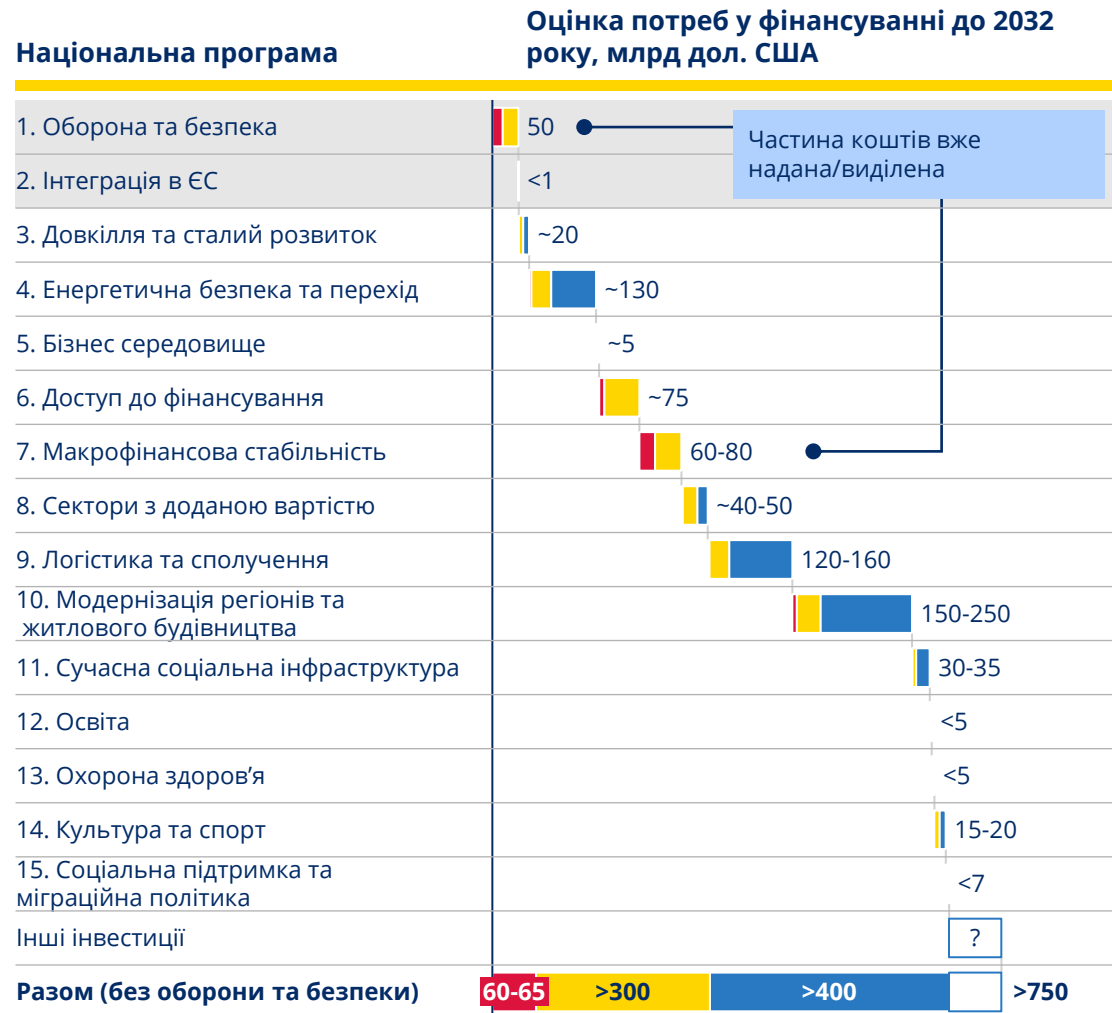 Національна програма
Оцінка потреб у фінансуванні до 2032
року, млрд дол. США
1. Оборона та безпека
50
Частина коштів вже
надана/виділена
2. Інтеграція в ЄС
<1
3. Довкілля та сталий розвиток
~20
4. Енергетична безпека та перехід
~130
5. Бізнес середовище
~5
6. Доступ до фінансування
~75
7. Макрофінансова стабільність
60-80
8. Сектори з доданою вартістю
~40-50
9. Логістика та сполучення
120-160
10. Модернізація регіонів та
житлового будівництва
150-250
11. Сучасна соціальна інфраструктура
30-35
12. Освіта
<5
13. Охорона здоров’я
<5
14. Культура та спорт
15-20
15. Соціальна підтримка та
міграційна політика
<7
Інші інвестиції
?
Разом (без оборони та безпеки)
60-65
>300
>400
>750